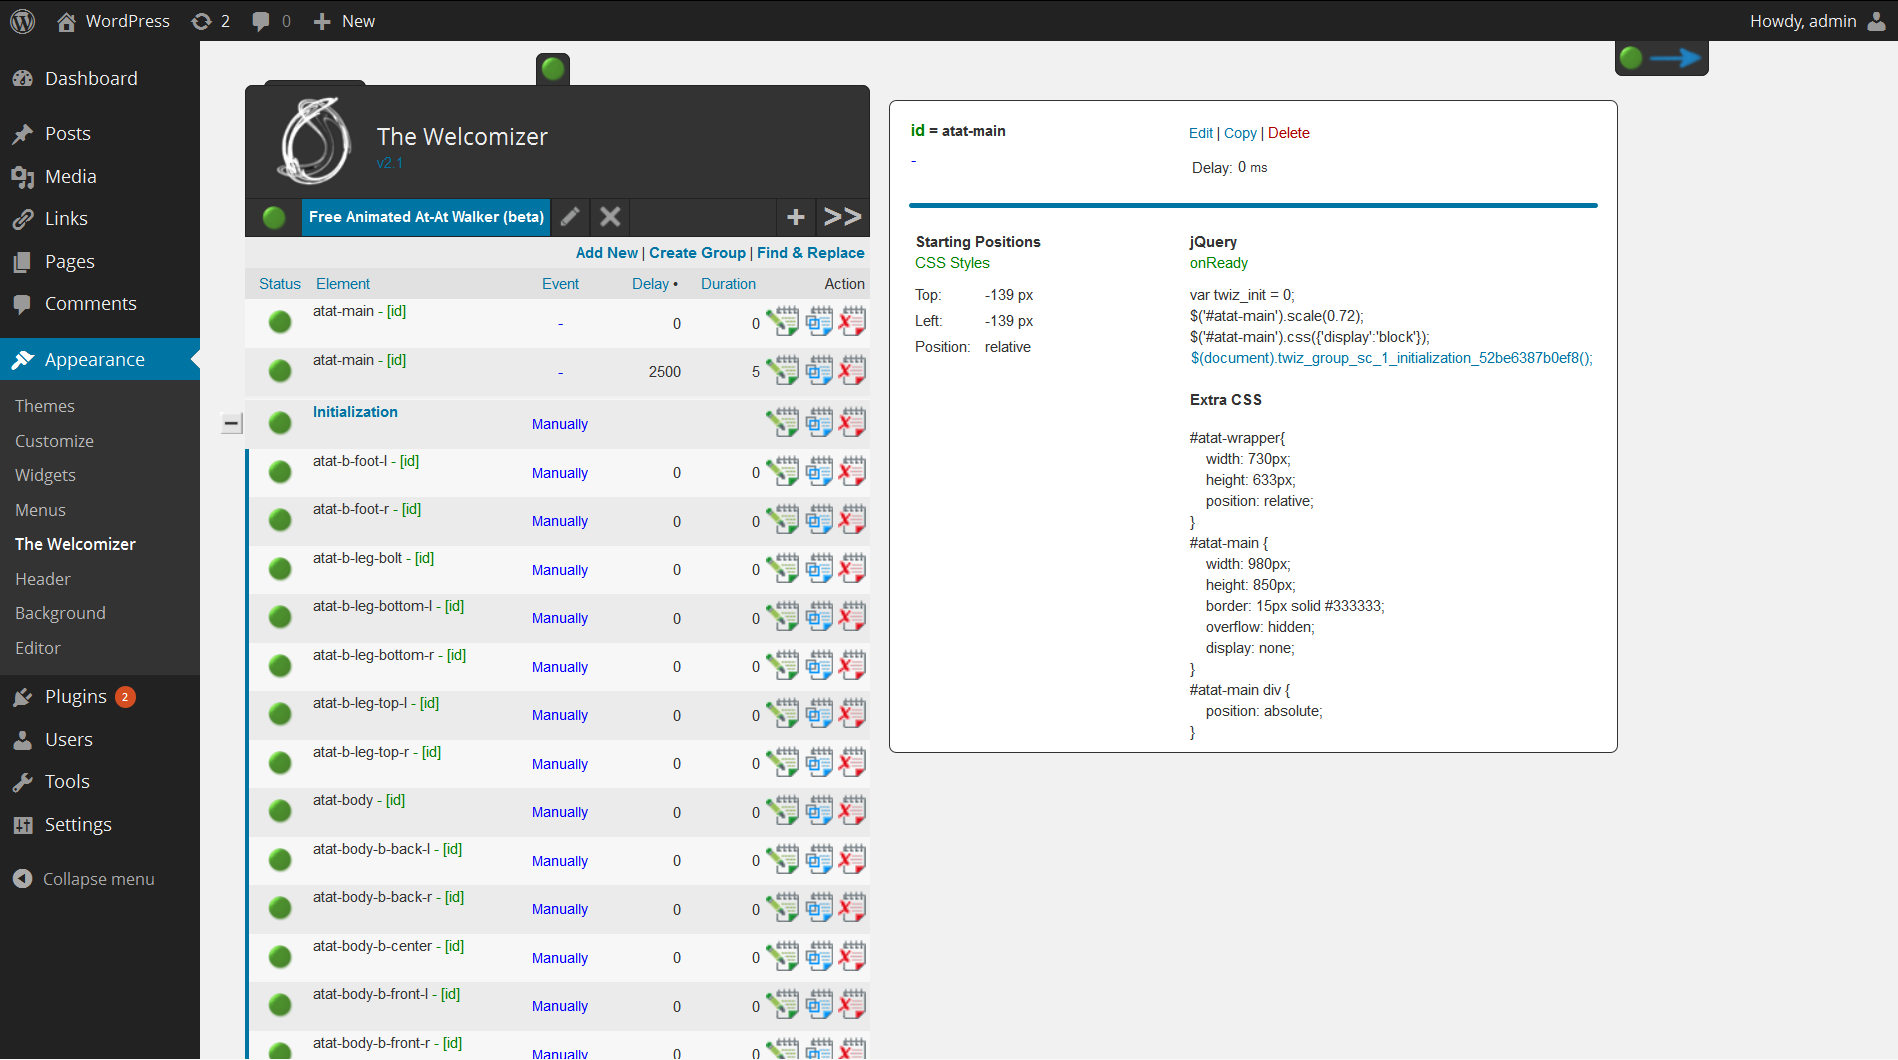 WordPress 2 0 New Howdy, admin
Dashboard
Posts
Media
Links
Pages
Comments
Appearance
Themes
Customize
Widgets
Menus
The Welcomizer
Header
Background
Editor
Plugins 2
Users
Tools
Settings
Collapse menu
The Welcomizer
v2.1
Free Animated At-At Walker (beta) + >>
Add New | Create Group | Find & Replace
Status Element Event Delay • Duration Action
atat-main - [id] - 0 0
atat-main - [id] - 2500 5
Initialization Manually
atat-b-foot-l - [id] Manually 0 0
atat-b-foot-r - [id] Manually 0 0
atat-b-leg-bolt - [id] Manually 0 0
atat-b-leg-bottom-l - [id] Manually 0 0
atat-b-leg-bottom-r - [id] Manually 0 0
atat-b-leg-top-l - [id] Manually 0 0
atat-b-leg-top-r - [id] Manually 0 0
atat-body - [id] Manually 0 0
atat-body-b-back-l - [id] Manually 0 0
atat-body-b-back-r - [id] Manually 0 0
atat-body-b-center - [id] Manually 0 0
atat-body-b-front-l - [id] Manually 0 0
atat-body-b-front-r - [id] Manually 0 0
id = atat-main Edit | Copy | Delete
- Delay: 0 ms
Starting Positions
CSS Styles
Top: -139 px
Left: -139 px
Position: relative
jQuery
onReady
var twiz_init = 0;
$('#atat-main').scale(0.72);
$('#atat-main').css({'display':'block'});
$(document).twiz_group_sc_1_initialization_52be6387b0ef8();
Extra CSS
#atat-wrapper{
width: 730px;
height: 633px;
position: relative;
}
#atat-main {
width: 980px;
height: 850px;
border: 15px solid #333333;
overflow: hidden;
display: none;
}
#atat-main div {
position: absolute;
}